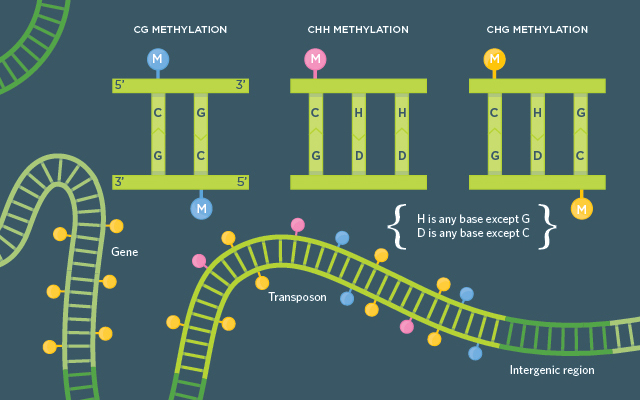 CG METHYLATION
CHH METHYLATION
CHG METHYLATION
M
M
M
5’
3’
C
G
C
H
H
C
H
G
G
C
G
D
D
G
D
C
3’
5’
M
M
H is any base except G
D is any base except C
Gene
Transposon
Intergenic region